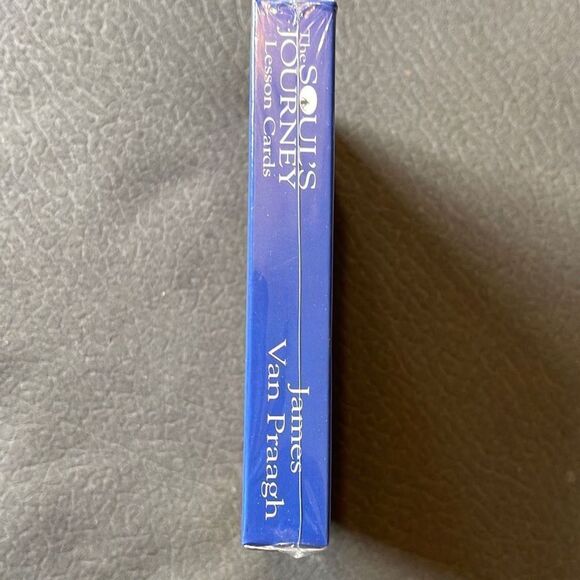 The SOUL'S
JOURNEY
Lesson Cards
James
Van Praagh